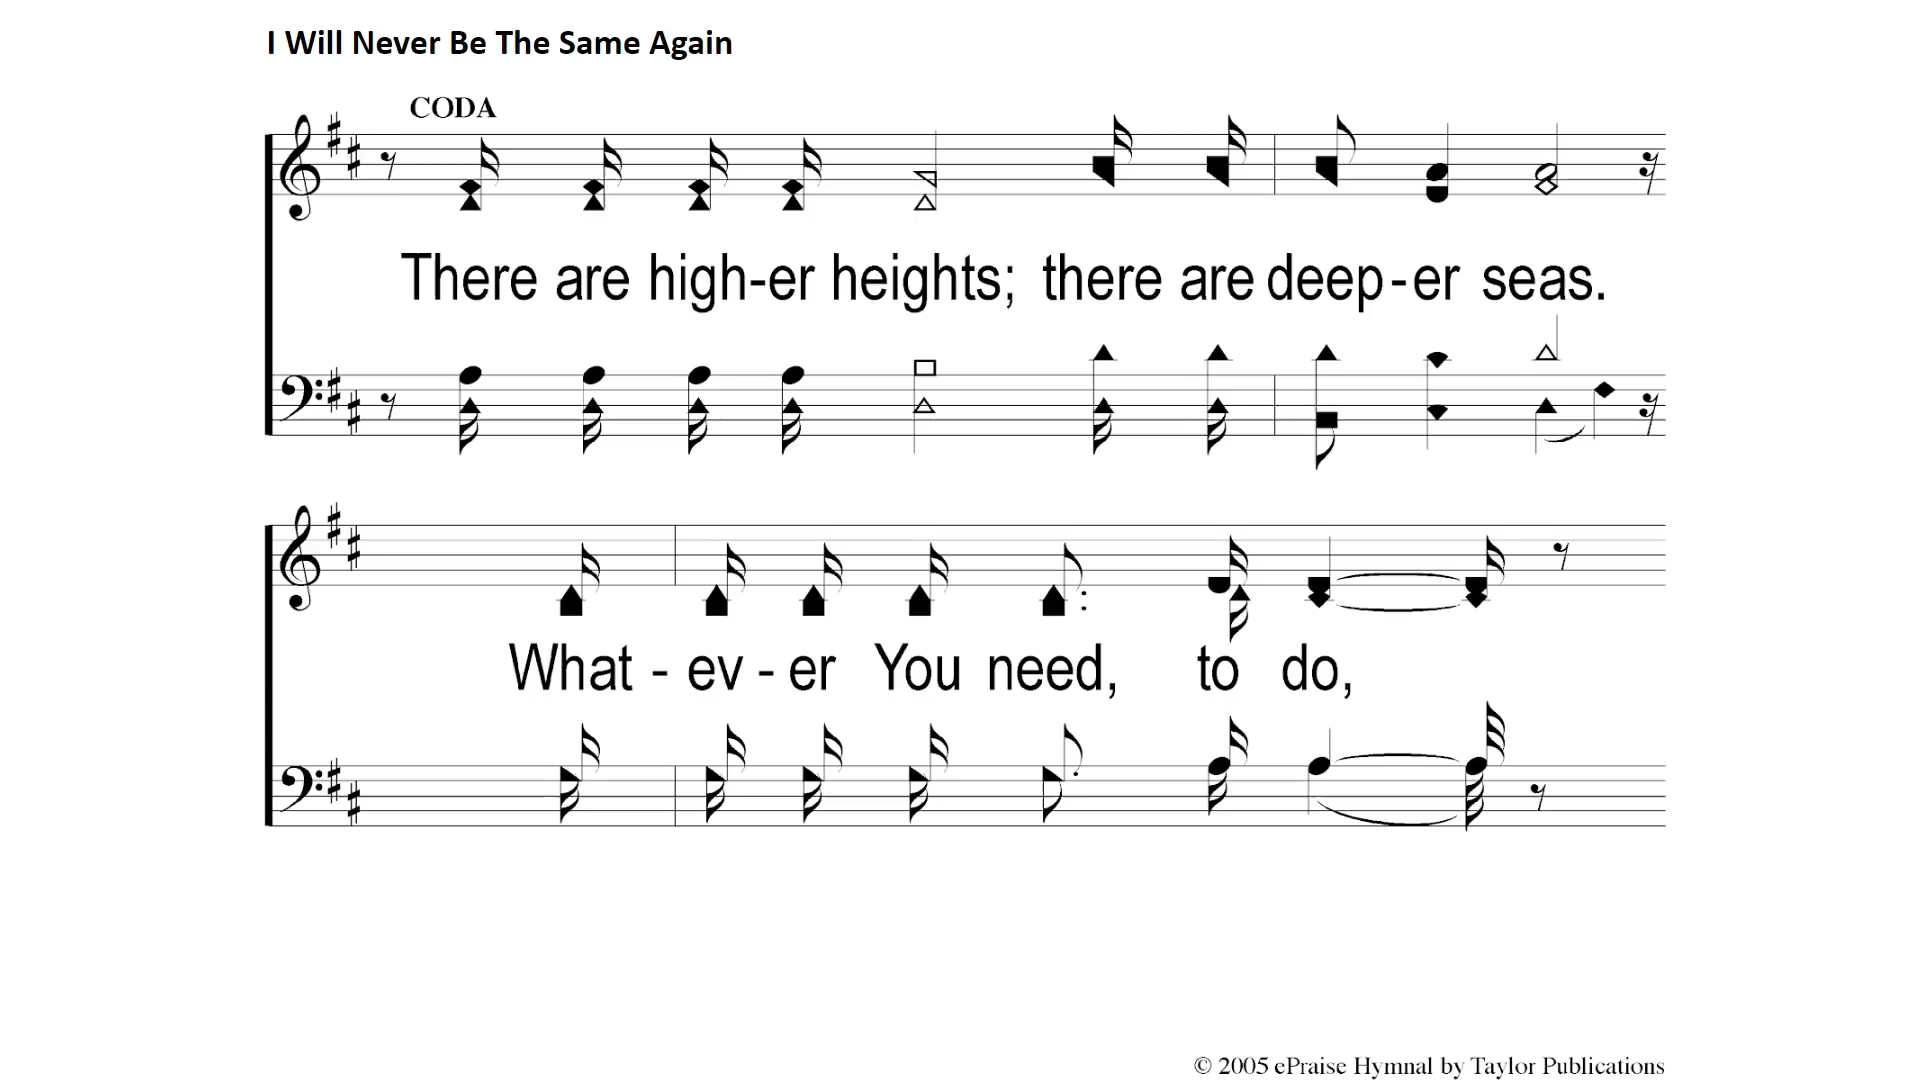 I Will Never Be The Same Again
CODA
There are high-er heights; there are deep-er seas.
What - ev - er You need, to do,
© 2005 ePraise Hymnal by Taylor Publications